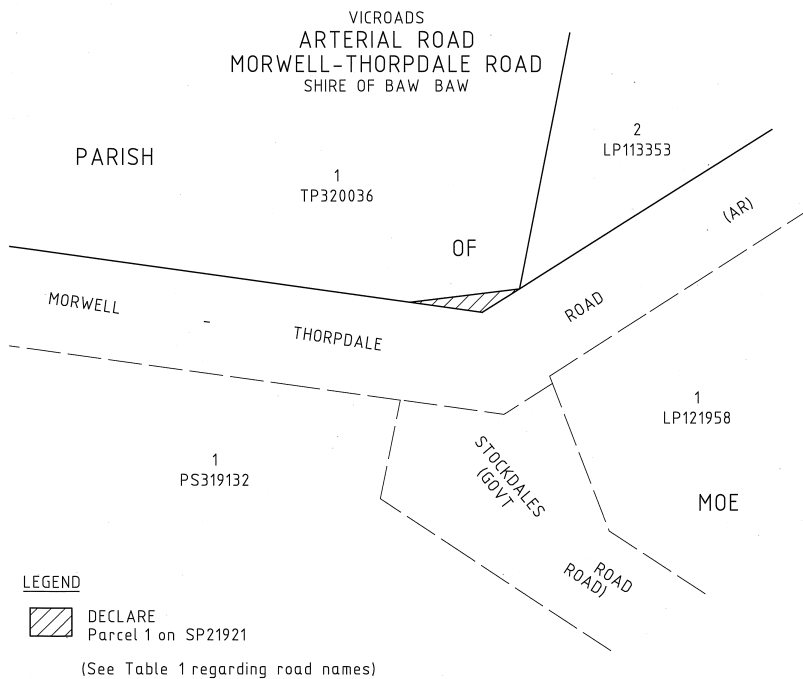 VICROADS
ARTERIAL ROAD
MORWELL-THORPDALE ROAD
SHIRE OF BAW BAW
2
LP113353
PARISH
1
TP320036
(AR)
OF
MORWELL
-
THORPDALE
ROAD
1
LP121958
1
PS319132
STOCKDALES
(GOVT
MOE
ROAD
ROAD)
LEGEND
DECLARE
Parcel 1 on SP21921
(See Table 1 regarding road names)